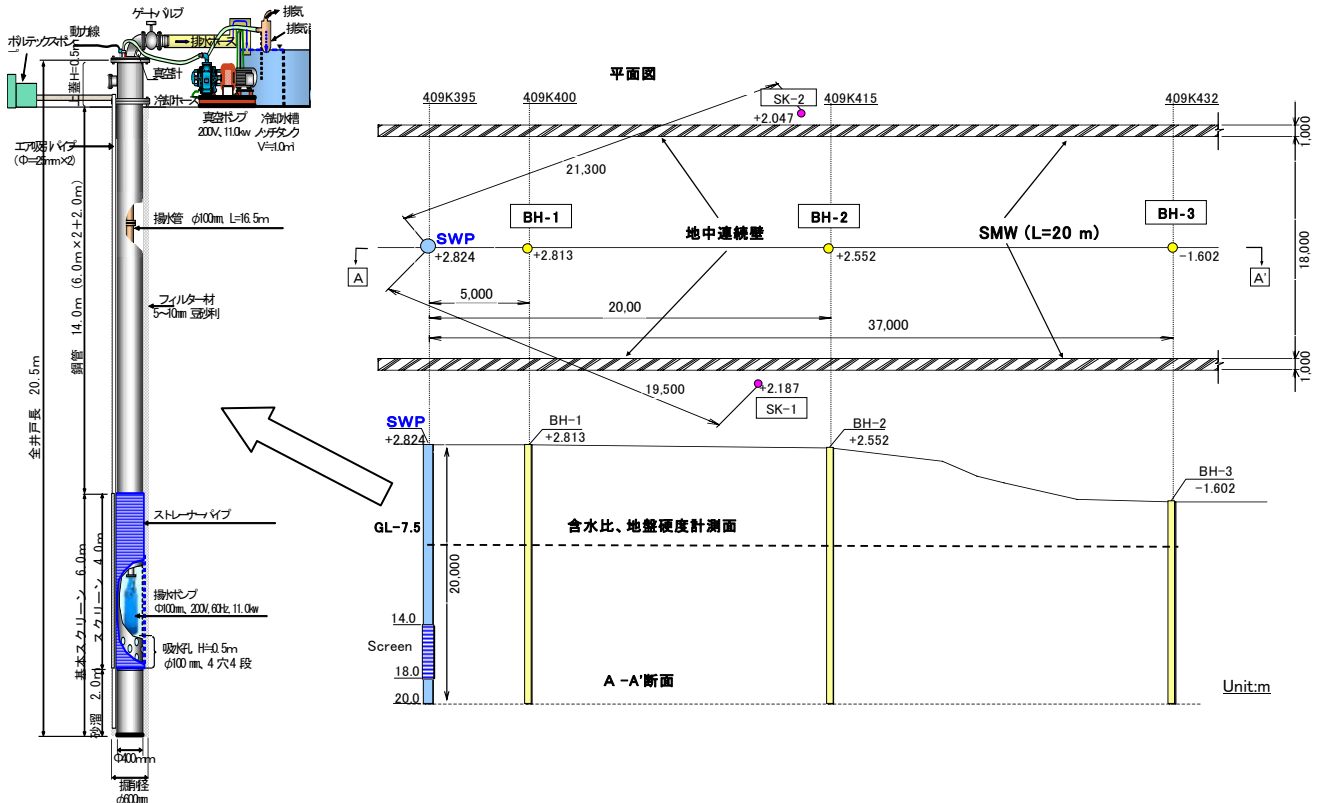 ゲートバルブ
排気
排気
動力線
ボルテックスポン
プ
排水ホース
真空計
上蓋H=0.5m
冷却ホース
真空ポンプ
200V、11.0kw
冷却水槽
ノッチタンク
V≒1.0㎥
エア吸引パイプ
(Φ=25mm×2)
揚水管 φ100mm, L=16.5m
フィルター材
5~10mm 豆砂利
鋼管 14.0m (6.0m×2+2.0m)
全井戸長 20.5m
ストレーナーパイプ
基本スクリーン 6.0m
スクリーン 4.0m
揚水ポンプ
Φ100mm、200V, 60Hz, 11.0kw
吸水孔 H≒0.5m
φ100 mm、4 穴 4 段
砂溜 2.0m
Φ400mm
掘削径
φ600mm
平面図
409K395
409K400
SK-2
409K415
409K432
+2.047
1,000
21,300
BH-1
BH-2
BH-3
地中連続壁
SMW (L=20 m)
SWP
+2.824
+2.813
+2.552
-1.602
18,000
A
A'
5,000
20,00
37,000
1,000
19,500
+2.187
SK-1
SWP
+2.824
BH-1
+2.813
BH-2
+2.552
BH-3
-1.602
GL-7.5
含水比、地盤硬度計測面
20,000
14.0
Screen
18.0
20.0
A -A'断面
Unit:m